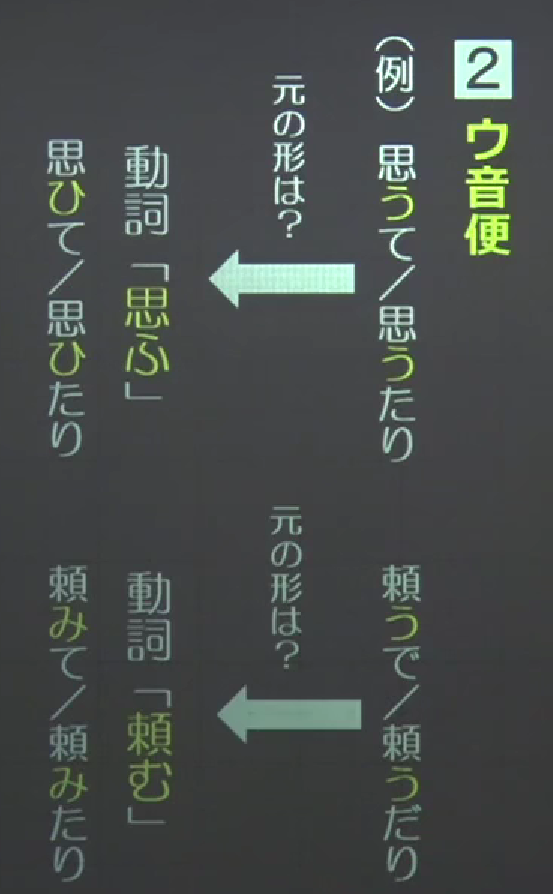 2 ウ音便
(例) 思うて/思うたり
頼うで/頼うだり
元の形は?
元の形は?
動詞「思ふ」
動詞「頼む」
思ひて/思ひたり
頼みて/頼みたり